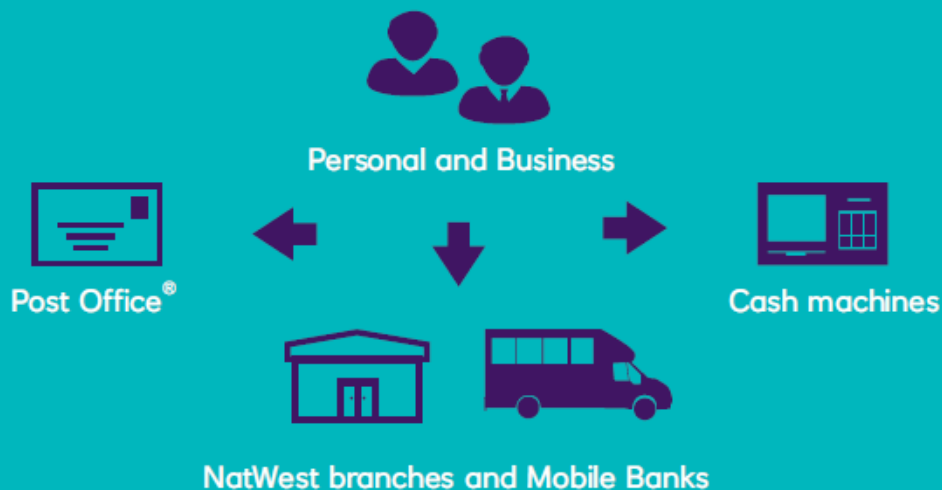 Personal and Business
Post Office®
Cash machines
NatWest branches and Mobile Banks